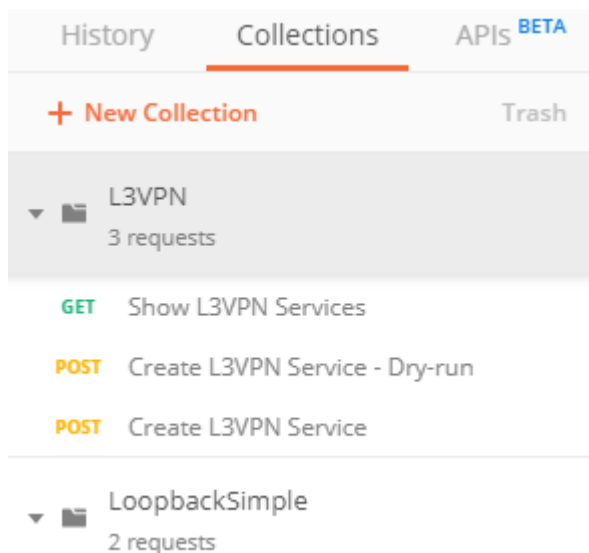 History Collections APIs BETA
+ New Collection Trash
L3VPN
3 requests
GET Show L3VPN Services
POST Create L3VPN Service - Dry-run
POST Create L3VPN Service
LoopbackSimple
2 requests